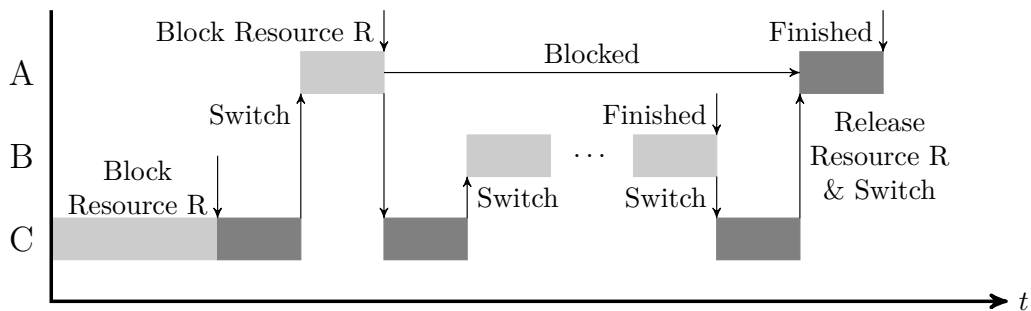 Block Resource R
Finished
A
Blocked
Switch
Finished
Release
Resource R
& Switch
B
...
Block
Resource R
Switch
Switch
C
t